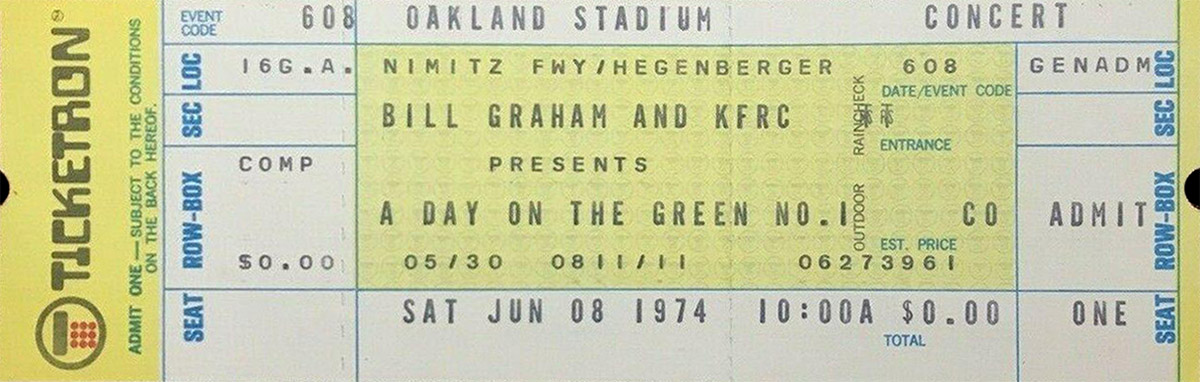 TICKETRON®
ADMIT ONE — SUBJECT TO THE CONDITIONS
ON THE BACK HEREOF.
EVENT CODE 608 OAKLAND STADIUM CONCERT
SEC LOC 16G.A. NIMITZ FWY/HEGENBERGER 608 GENADM SEC LOC
DATE/EVENT CODE
BILL GRAHAM AND KFRC
RAINCHECK
ENTRANCE
ROW-BOX COMP PRESENTS
A DAY ON THE GREEN NO.1 CO ADMIT ROW-BOX
OUTDOOR
EST. PRICE
$0.00 05/30 0811/11 06273961
SEAT SAT JUN 08 1974 10:00A $0.00 ONE SEAT
TOTAL